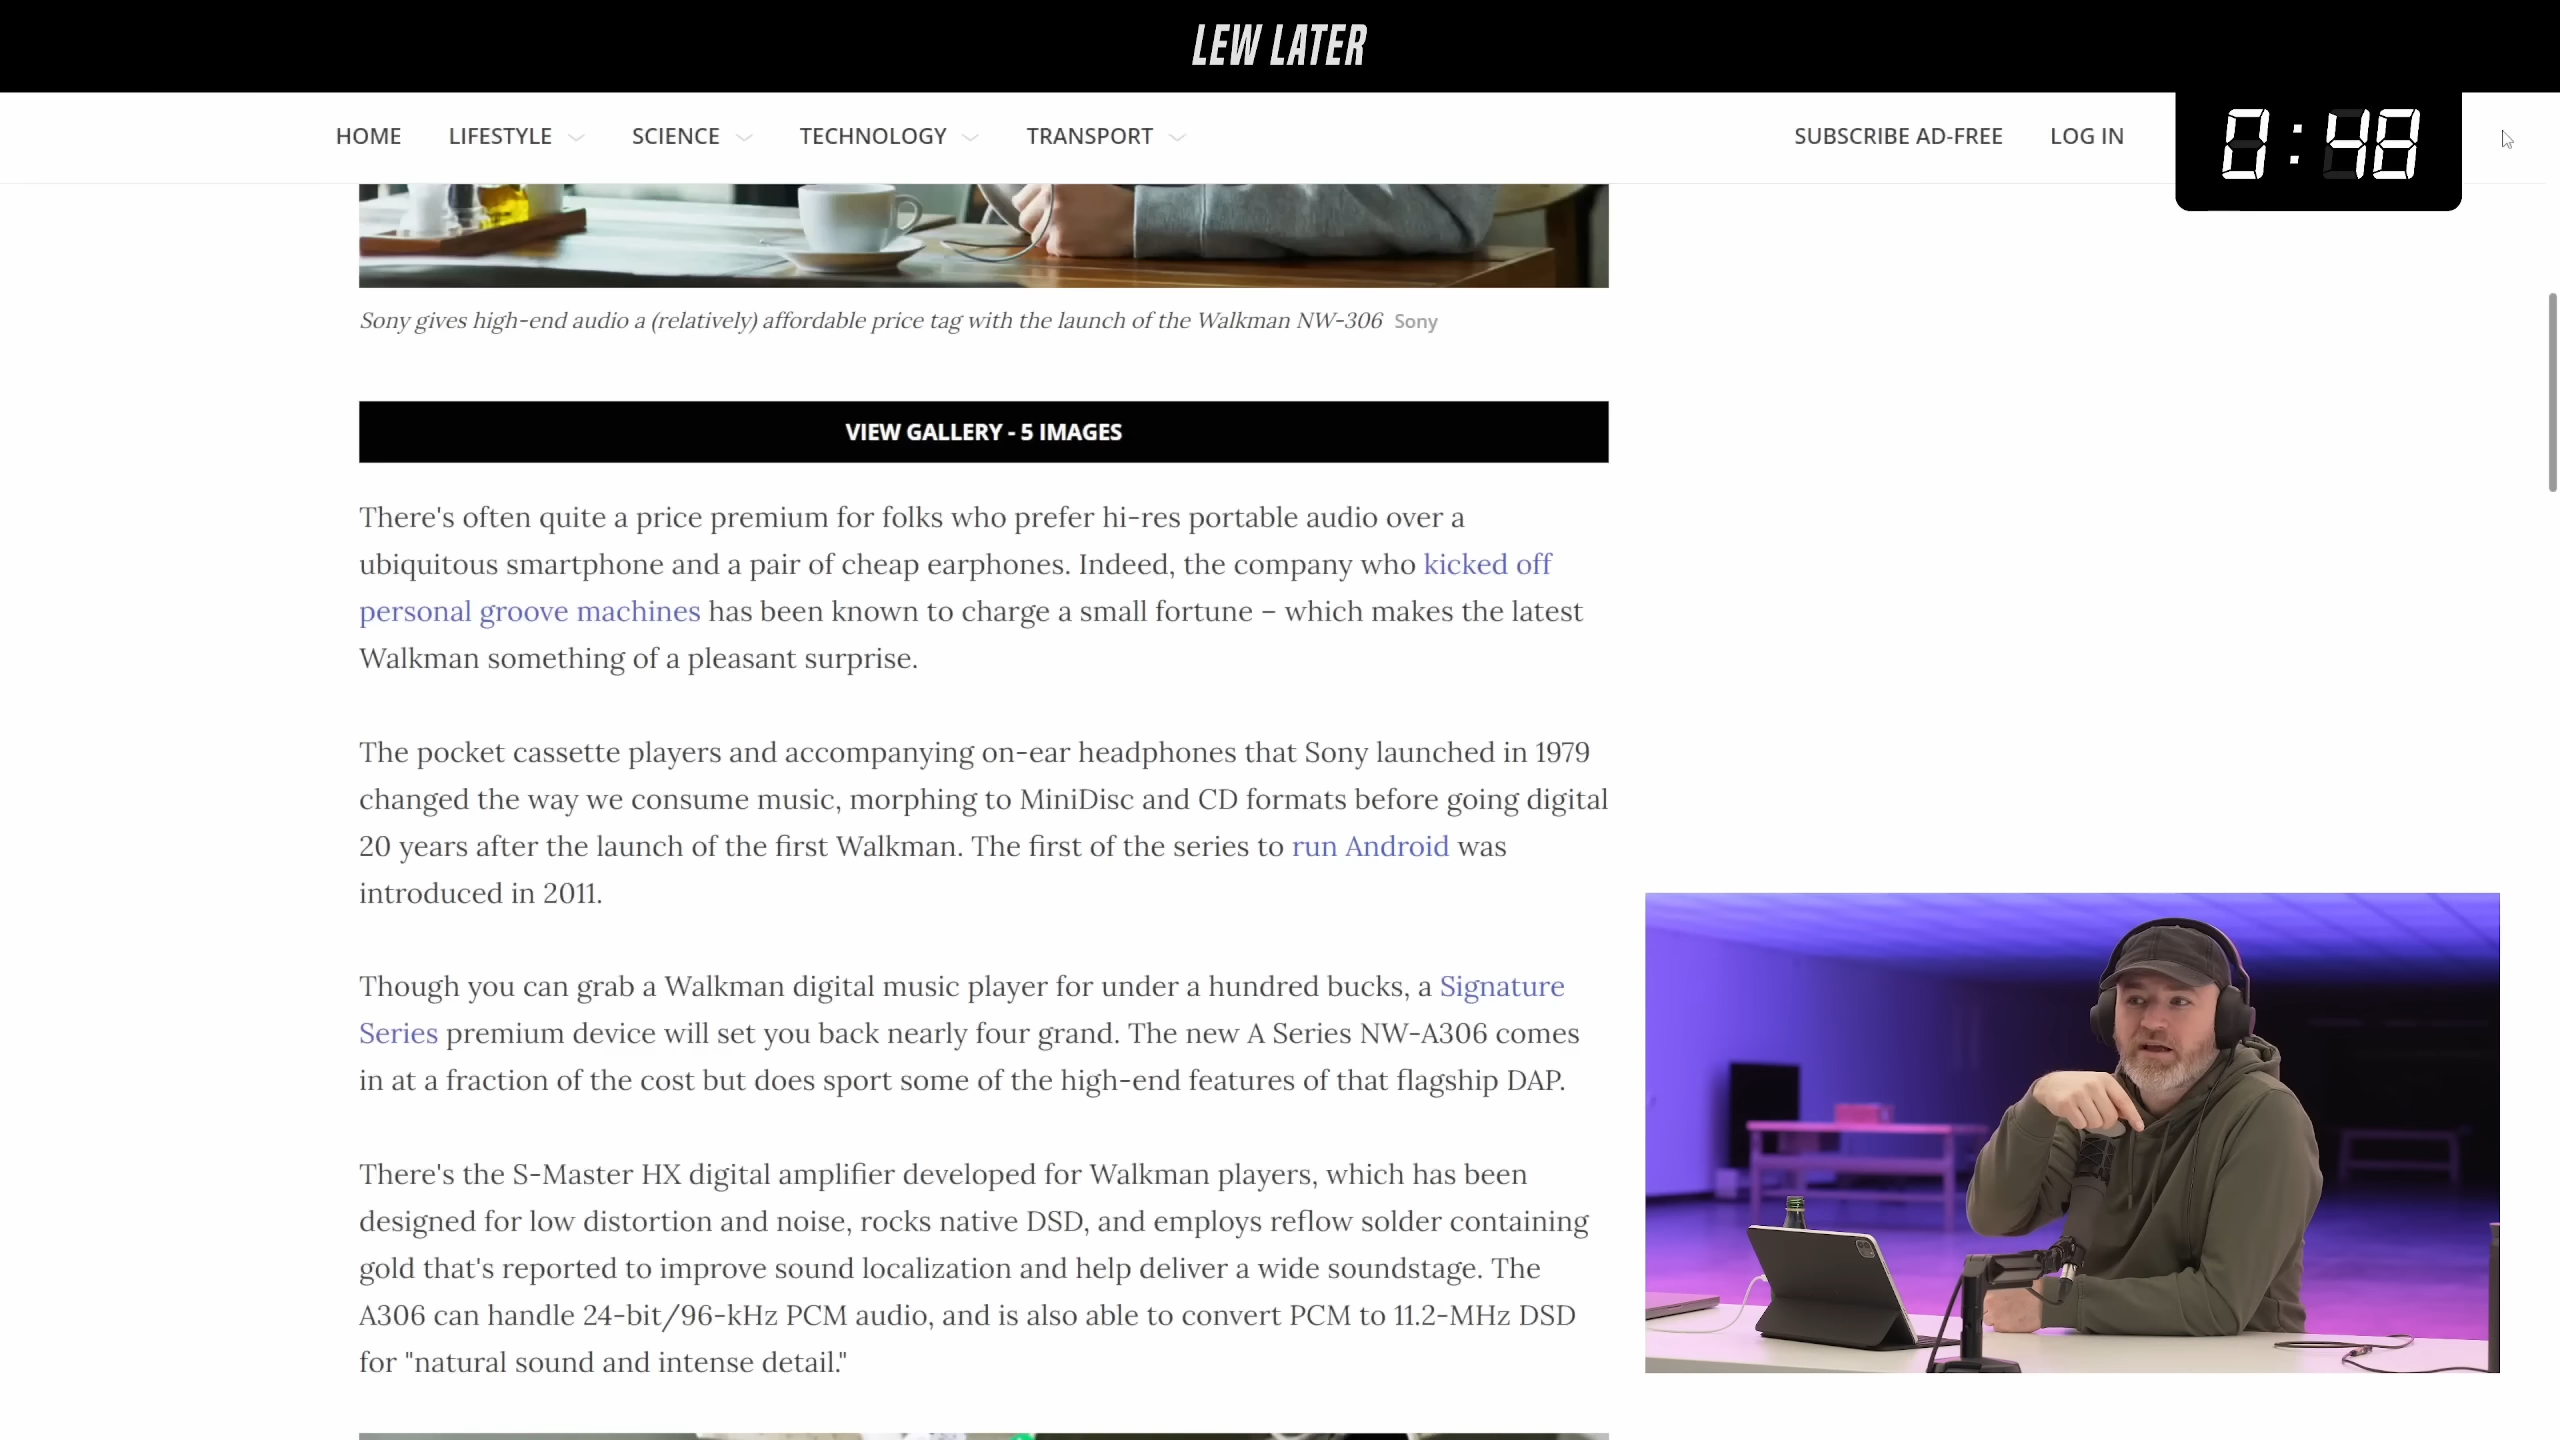 LEW LATER
HOME LIFESTYLE SCIENCE TECHNOLOGY TRANSPORT SUBSCRIBE AD-FREE LOG IN
0:48
Sony gives high-end audio a (relatively) affordable price tag with the launch of the Walkman NW-306 Sony
VIEW GALLERY - 5 IMAGES
There's often quite a price premium for folks who prefer hi-res portable audio over a
ubiquitous smartphone and a pair of cheap earphones. Indeed, the company who kicked off
personal groove machines has been known to charge a small fortune – which makes the latest
Walkman something of a pleasant surprise.
The pocket cassette players and accompanying on-ear headphones that Sony launched in 1979
changed the way we consume music, morphing to MiniDisc and CD formats before going digital
20 years after the launch of the first Walkman. The first of the series to run Android was
introduced in 2011.
Though you can grab a Walkman digital music player for under a hundred bucks, a Signature
Series premium device will set you back nearly four grand. The new A Series NW-A306 comes
in at a fraction of the cost but does sport some of the high-end features of that flagship DAP.
There's the S-Master HX digital amplifier developed for Walkman players, which has been
designed for low distortion and noise, rocks native DSD, and employs reflow solder containing
gold that's reported to improve sound localization and help deliver a wide soundstage. The
A306 can handle 24-bit/96-kHz PCM audio, and is also able to convert PCM to 11.2-MHz DSD
for "natural sound and intense detail."